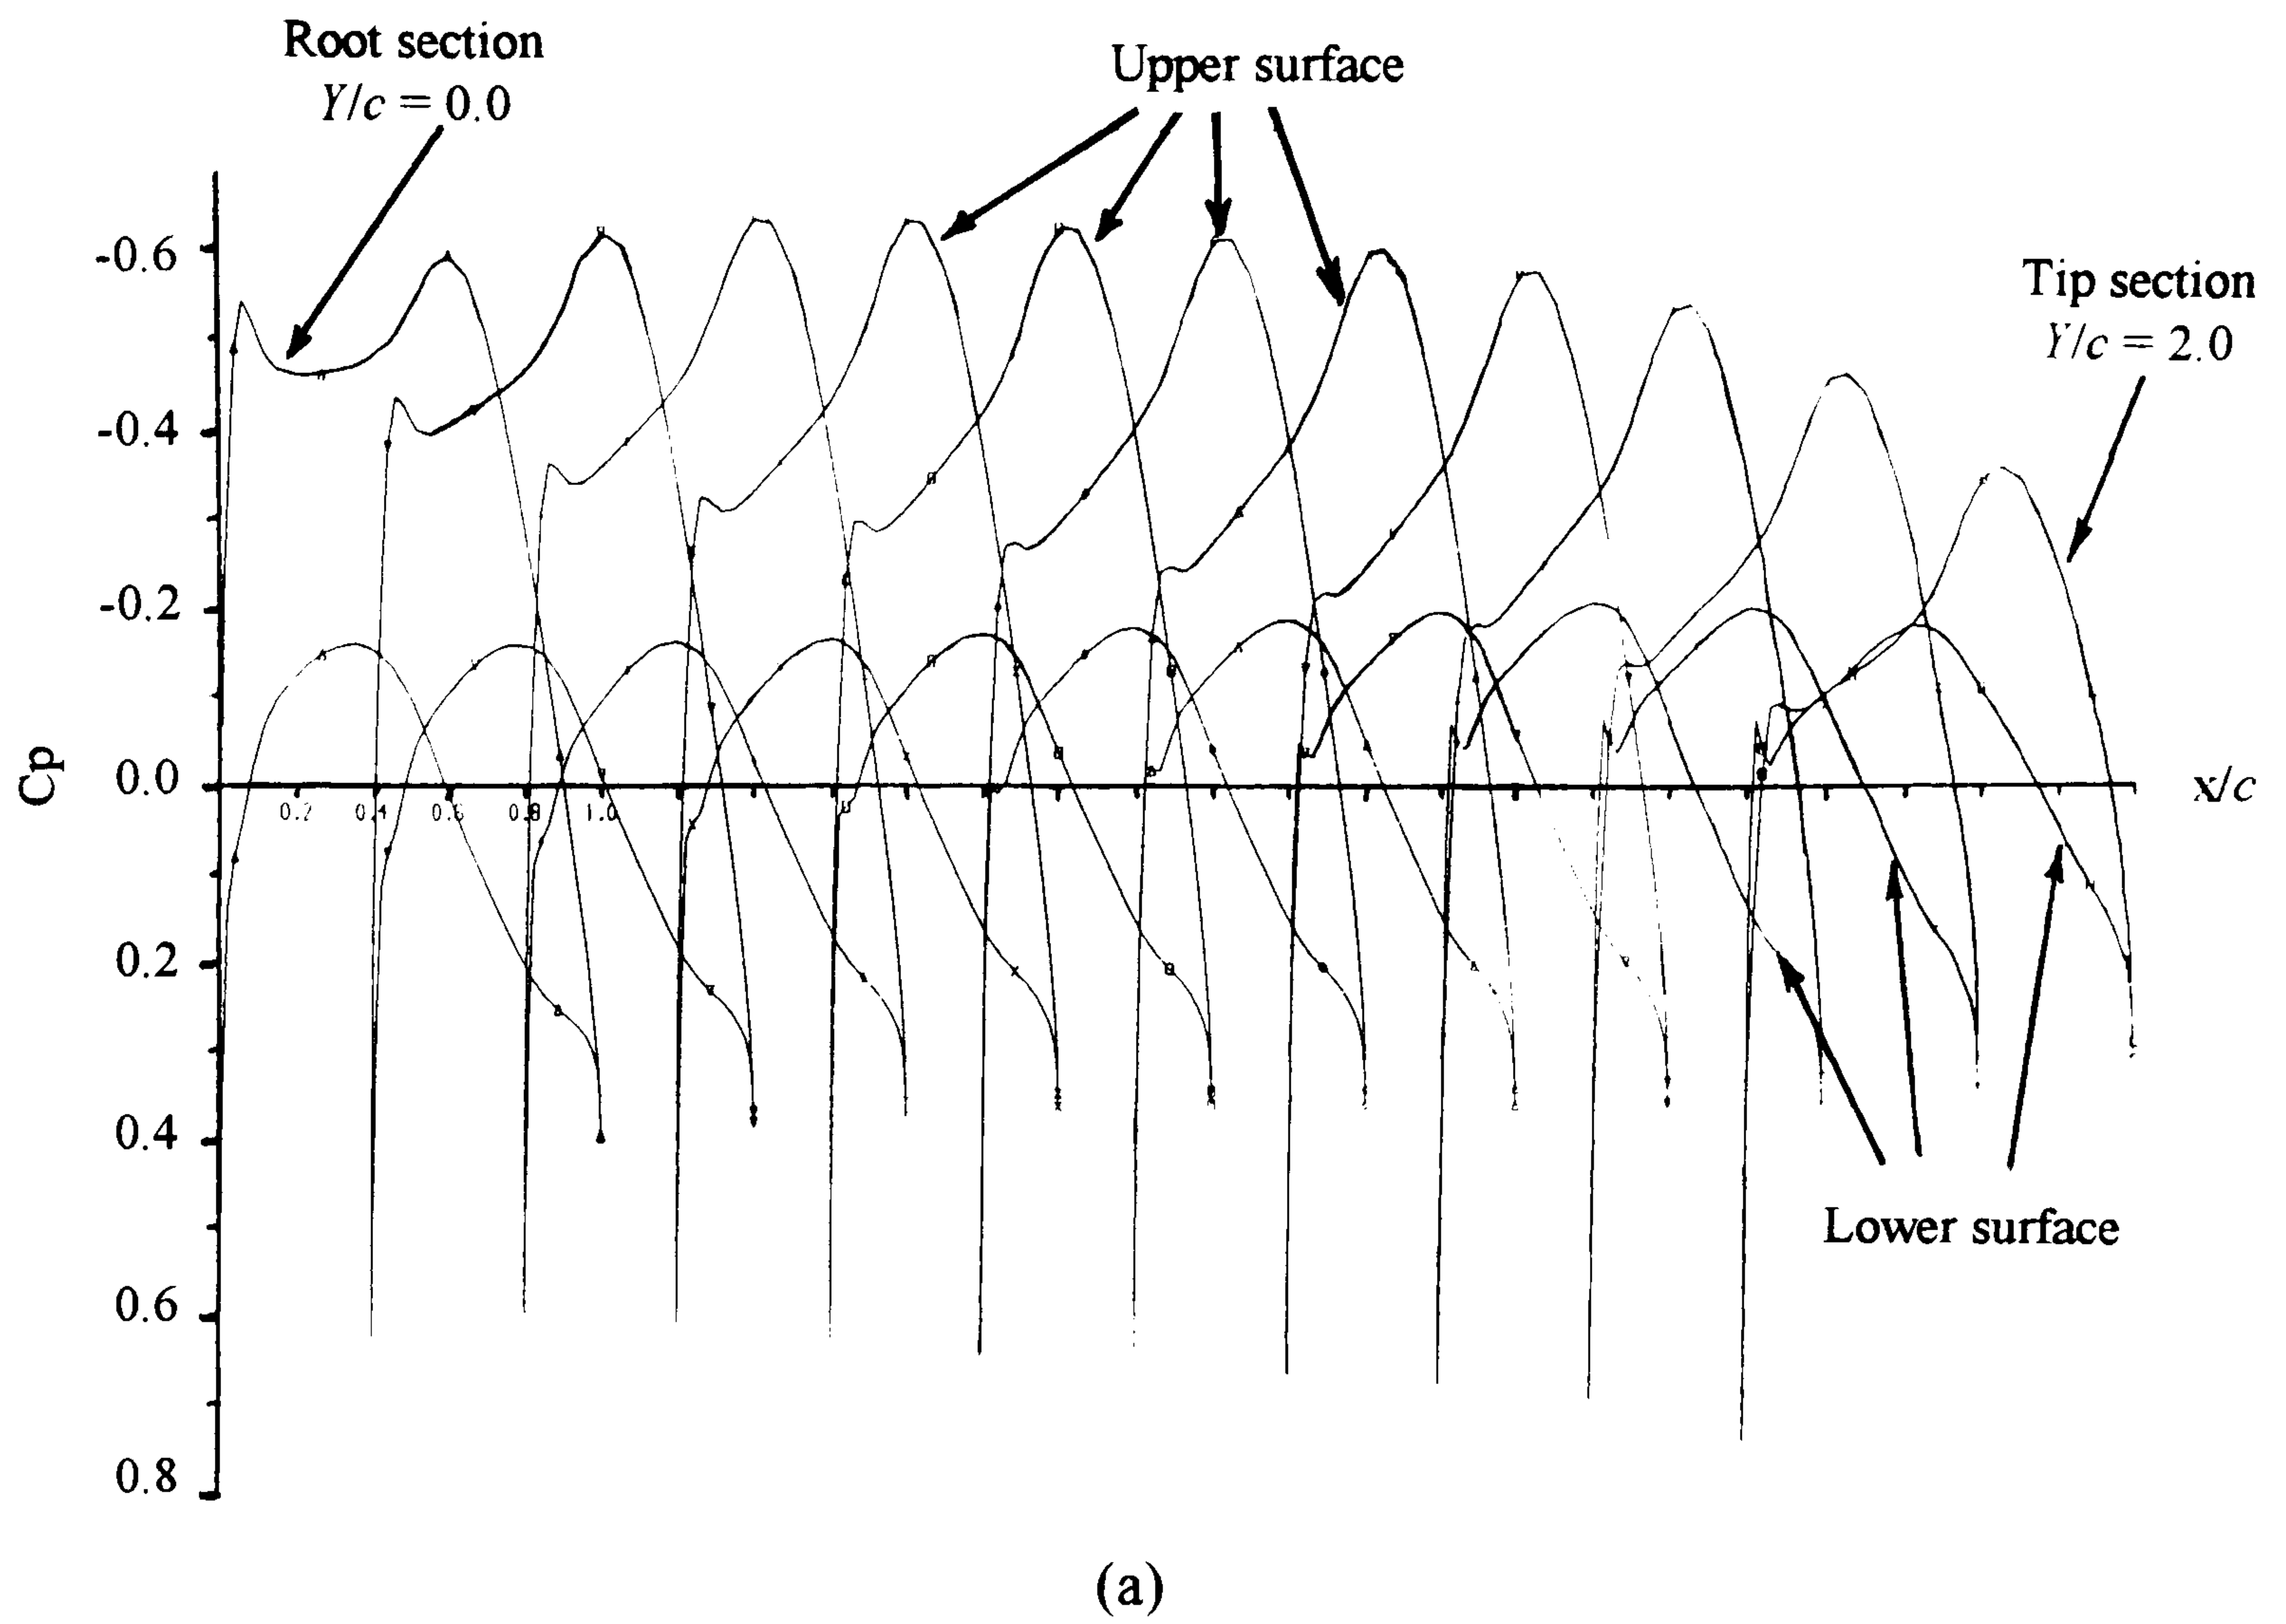 Root section
Y/c = 0.0
Upper surface
Tip section
Y/c = 2.0
-0.6
-0.4
-0.2
0.0
0.2
0.4
0.6
0.8
Cp
0.2 0.4 0.6 0.8 1.0
x/c
Lower surface
(a)